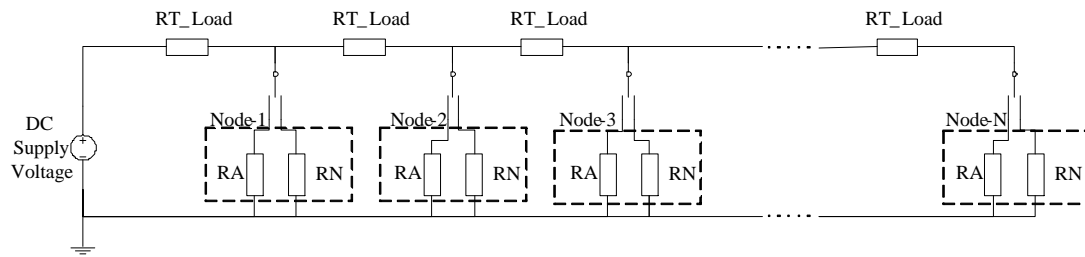 RT_Load
RT_Load
RT_Load
RT_Load
Node-1
Node-2
Node-3
Node-N
DC
Supply
Voltage
+
-
RA
RN
RA
RN
RA
RN
RA
RN